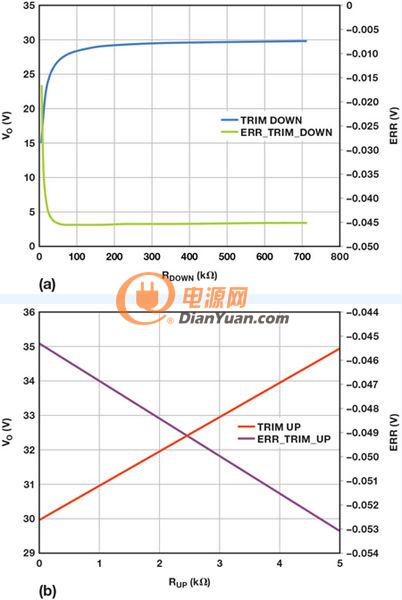 35
30
25
20
15
10
5
0
V_O (V)
0
−0.005
−0.010
−0.015
−0.020
−0.025
−0.030
−0.035
−0.040
−0.045
−0.050
ERR (V)
TRIM DOWN
ERR_TRIM_DOWN
0 100 200 300 400 500 600 700 800
R_DOWN (kΩ)
(a)
电源网
DianYuan.com
36
35
34
33
32
31
30
29
V_O (V)
−0.044
−0.045
−0.046
−0.047
−0.048
−0.049
−0.050
−0.051
−0.052
−0.053
−0.054
ERR (V)
TRIM UP
ERR_TRIM_UP
0 1 2 3 4 5
R_UP (kΩ)
(b)